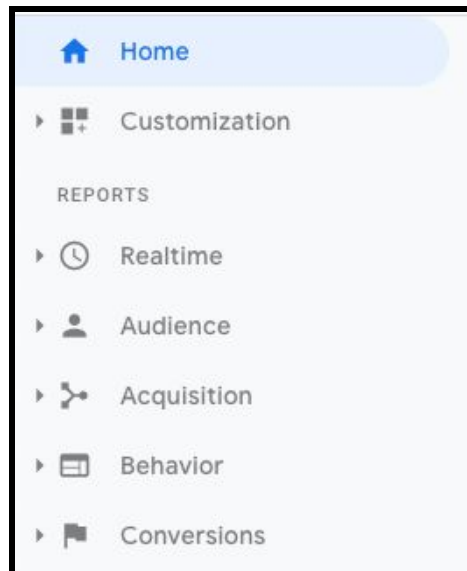 Home
Customization
REPORTS
Realtime
Audience
Acquisition
Behavior
Conversions